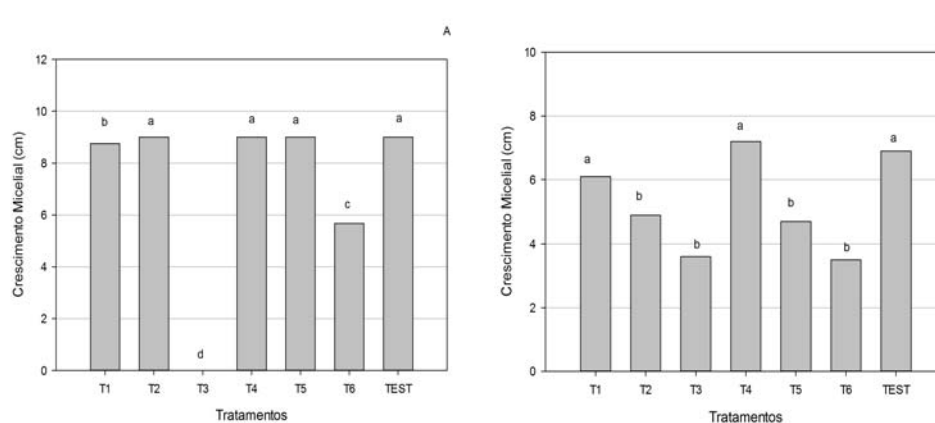 A
12
10
8
6
4
2
0
Crescimento Micelial (cm)
b
a
d
a
a
c
a
T1 T2 T3 T4 T5 T6 TEST
Tratamentos
10
8
6
4
2
0
Crescimento Micelial (cm)
a
b
b
a
b
b
a
T1 T2 T3 T4 T5 T6 TEST
Tratamentos